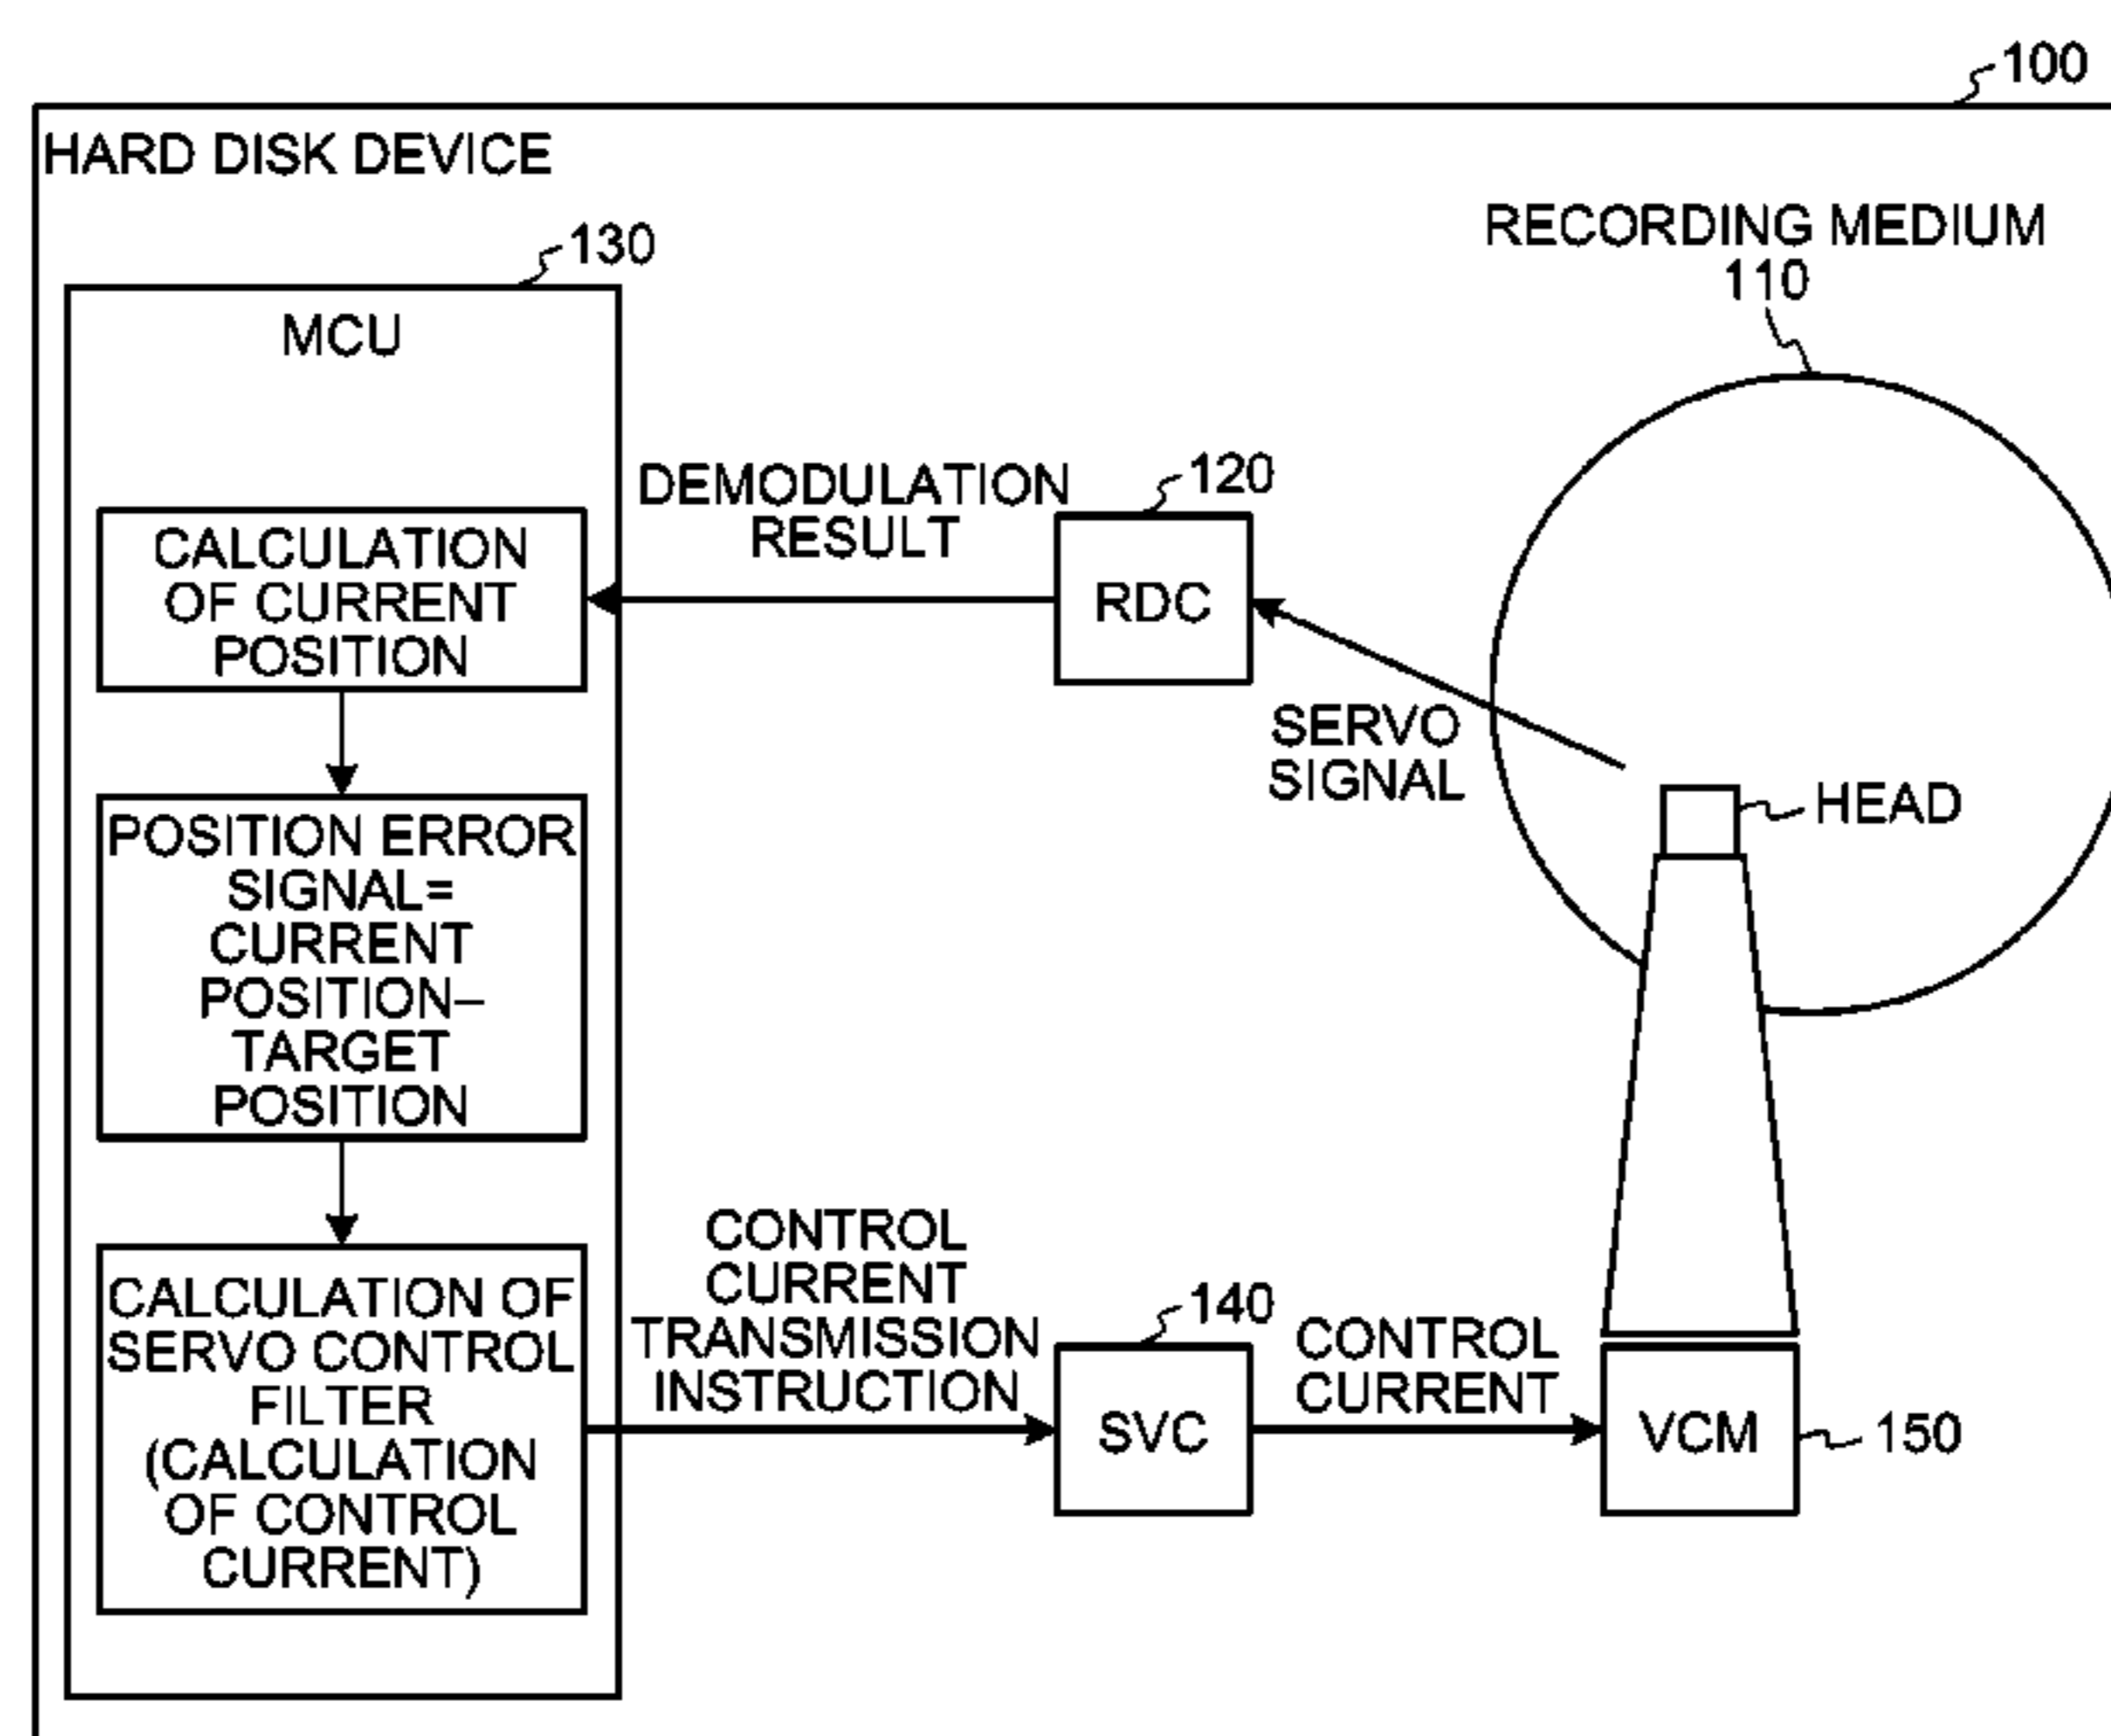 100
HARD DISK DEVICE
130
MCU
RECORDING MEDIUM
110
DEMODULATION
RESULT
120
RDC
CALCULATION
OF CURRENT
POSITION
SERVO
SIGNAL
HEAD
POSITION ERROR
SIGNAL=
CURRENT
POSITION–
TARGET
POSITION
CALCULATION OF
SERVO CONTROL
FILTER
(CALCULATION
OF CONTROL
CURRENT)
CONTROL
CURRENT
TRANSMISSION
INSTRUCTION
140
SVC
CONTROL
CURRENT
VCM
150